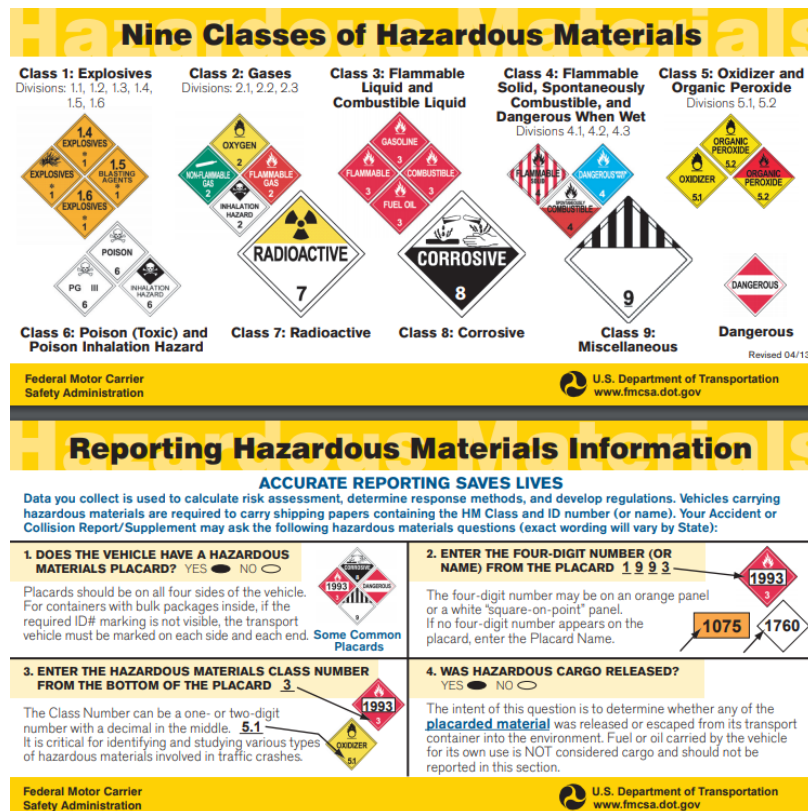 Hazardous Materials
Nine Classes of Hazardous Materials
Class 1: Explosives
Divisions: 1.1, 1.2, 1.3, 1.4,
1.5, 1.6
Class 2: Gases
Divisions: 2.1, 2.2, 2.3
Class 3: Flammable
Liquid and
Combustible Liquid
Class 4: Flammable
Solid, Spontaneously
Combustible, and
Dangerous When Wet
Divisions 4.1, 4.2, 4.3
Class 5: Oxidizer and
Organic Peroxide
Divisions 5.1, 5.2
1.4
EXPLOSIVES
1
EXPLOSIVES
1
1.5
BLASTING
AGENTS
1
1.6
EXPLOSIVES
1
OXYGEN
2
NON-FLAMMABLE
GAS
2
FLAMMABLE
GAS
2
INHALATION
HAZARD
2
GASOLINE
3
FLAMMABLE
3
COMBUSTIBLE
3
FUEL OIL
3
FLAMMABLE
SOLID
4
DANGEROUS
4
SPONTANEOUSLY
COMBUSTIBLE
4
ORGANIC
PEROXIDE
5.2
OXIDIZER
5.1
ORGANIC
PEROXIDE
5.2
POISON
6
PG III
6
INHALATION
HAZARD
6
RADIOACTIVE
7
CORROSIVE
8
9
DANGEROUS
Class 6: Poison (Toxic) and
Poison Inhalation Hazard
Class 7: Radioactive
Class 8: Corrosive
Class 9:
Miscellaneous
Dangerous
Revised 04/13
Federal Motor Carrier
Safety Administration
U.S. Department of Transportation
www.fmcsa.dot.gov
Hazardous Materials
Reporting Hazardous Materials Information
ACCURATE REPORTING SAVES LIVES
Data you collect is used to calculate risk assessment, determine response methods, and develop regulations. Vehicles carrying
hazardous materials are required to carry shipping papers containing the HM Class and ID number (or name). Your Accident or
Collision Report/Supplement may ask the following hazardous materials questions (exact wording will vary by State):
1. DOES THE VEHICLE HAVE A HAZARDOUS
MATERIALS PLACARD? YES NO
Placards should be on all four sides of the vehicle.
For containers with bulk packages inside, if the
required ID# marking is not visible, the transport
vehicle must be marked on each side and each end.
CORROSIVE
8
1993
3
DANGEROUS
9
Some Common
Placards
2. ENTER THE FOUR-DIGIT NUMBER (OR
NAME) FROM THE PLACARD 1 9 9 3
The four-digit number may be on an orange panel
or a white “square-on-point” panel.
If no four-digit number appears on the
placard, enter the Placard Name.
1993
3
1075
1760
3. ENTER THE HAZARDOUS MATERIALS CLASS NUMBER
FROM THE BOTTOM OF THE PLACARD 3
The Class Number can be a one- or two-digit
number with a decimal in the middle. 5.1
It is critical for identifying and studying various types
of hazardous materials involved in traffic crashes.
1993
3
OXIDIZER
5.1
4. WAS HAZARDOUS CARGO RELEASED?
YES NO
The intent of this question is to determine whether any of the
placarded material was released or escaped from its transport
container into the environment. Fuel or oil carried by the vehicle
for its own use is NOT considered cargo and should not be
reported in this section.
Federal Motor Carrier
Safety Administration
U.S. Department of Transportation
www.fmcsa.dot.gov